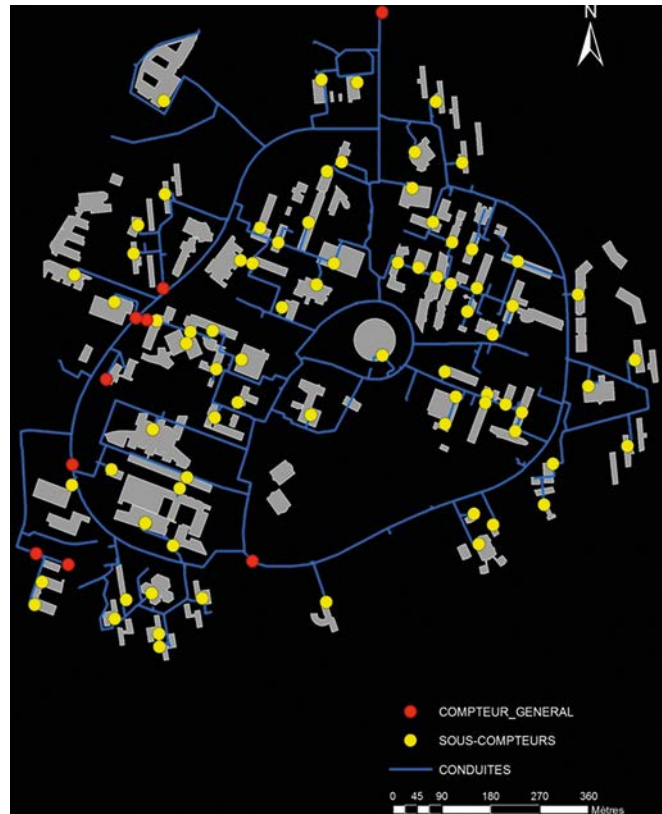 N
COMPTEUR_GENERAL
SOUS-COMPTEURS
CONDUITES
0 45 90 180 270 360
Mètres